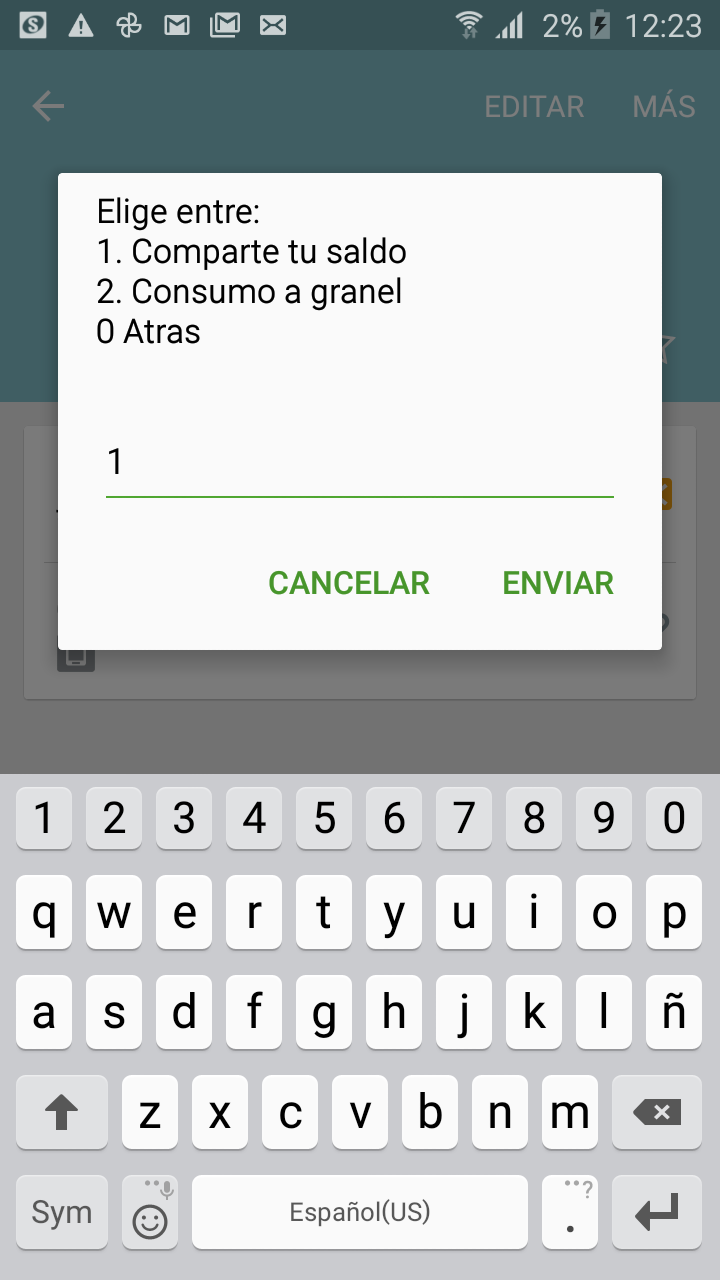 2% 12:23
EDITAR MÁS
Elige entre:
1. Comparte tu saldo
2. Consumo a granel
0 Atras
1
CANCELAR ENVIAR
1 2 3 4 5 6 7 8 9 0
q w e r t y u i o p
a s d f g h j k l ñ
z x c v b n m
Sym Español(US) . ?